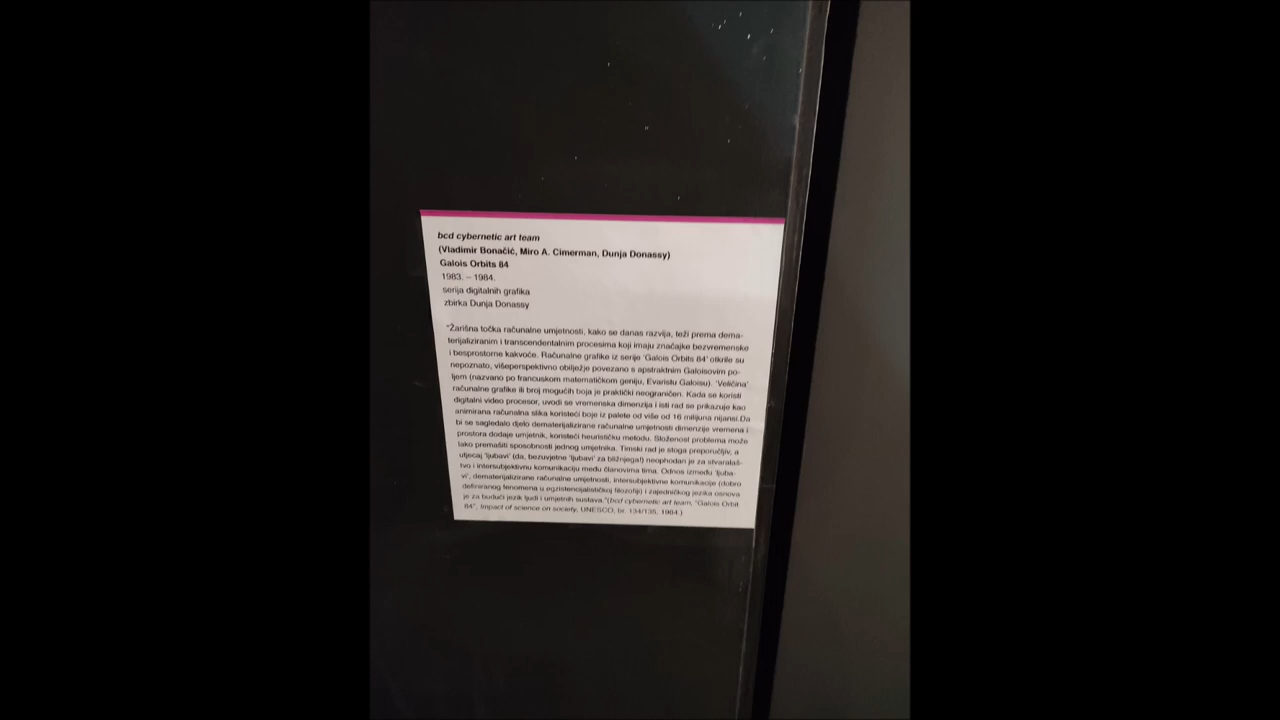 bcd cybernetic art team
(Vladimir Bonačić, Miro A. Cimerman, Dunja Donassy)
Galois Orbits 84
1983. – 1984.
serija digitalnih grafika
zbirka Dunja Donassy
"Žarišna točka računalne umjetnosti, kako se danas razvija, teži prema dema-
terijaliziranim i transcendentalnim procesima koji imaju značajke bezvremenske
i besprostorne kakvoće. Računalne grafike iz serije 'Galois Orbits 84' otkrile su
nepoznato, višeperspektivno obilježje povezano s apstraktnim Galoisovim po-
ljem (nazvano po francuskom matematičkom geniju, Evaristu Galoisu). 'Veličina'
računalne grafike ili broj mogućih boja je praktički neograničen. Kada se koristi
digitalni video procesor, uvodi se vremenska dimenzija i isti rad se prikazuje kao
animirana računalna slika koristeći boje iz palete od više od 16 milijuna nijansi.Da
bi se sagledalo djelo dematerijalizirane računalne umjetnosti dimenzije vremena i
prostora dodaje umjetnik, koristeći heurističku metodu. Složenost problema može
lako premašiti sposobnosti jednog umjetnika. Timski rad je stoga preporučljiv, a
utjecaj 'ljubavi' (da, bezuvjetne 'ljubavi' za bližnjega!) neophodan je za stvaralaš-
tvo i intersubjektivnu komunikaciju među članovima tima. Odnos između 'ljuba-
vi', dematerijalizirane računalne umjetnosti, intersubjektivne komunikacije (dobro
definiranog fenomena u egzistencijalističkoj filozofiji) i zajedničkog jezika osnova
je za budući jezik ljudi i umjetnih sustava."(bcd cybernetic art team, "Galois Orbit
84", Impact of science on society, UNESCO, br. 134/135, 1984.)